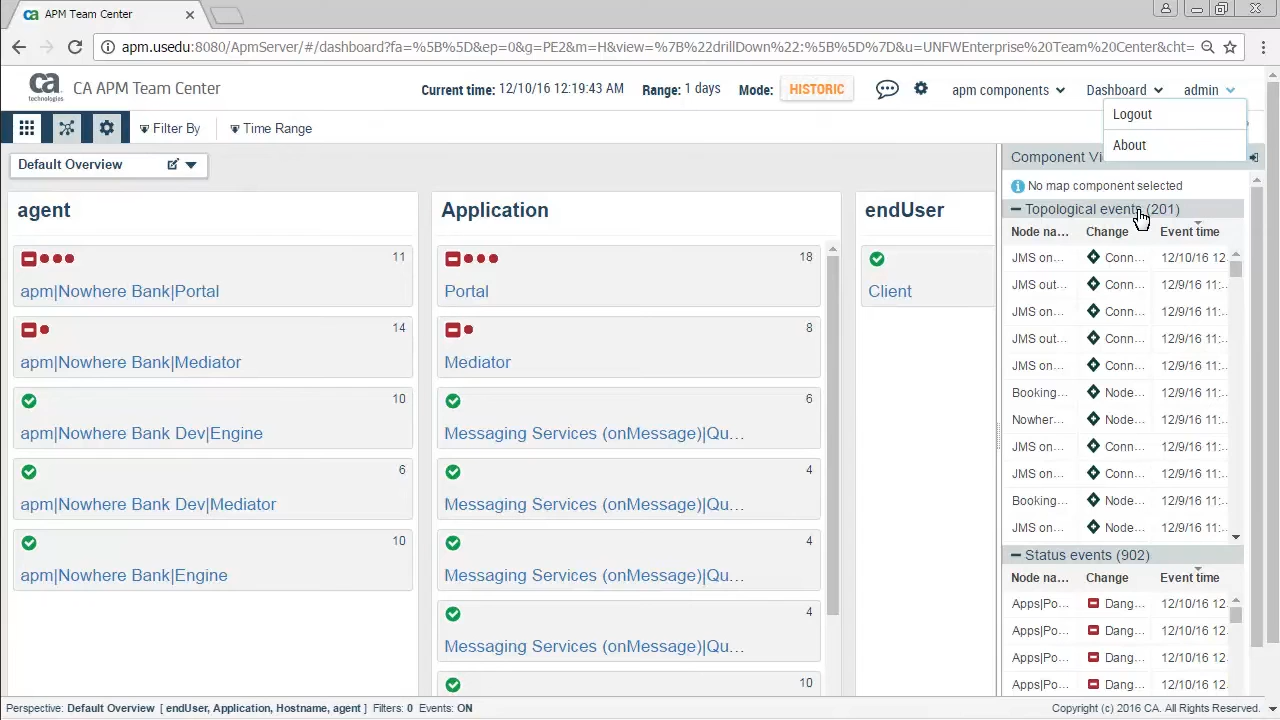 APM Team Center
apm.usedu:8080/ApmServer/#/dashboard?fa=%5B%5D&ep=0&g=PE2&m=H&view=%7B%22drillDown%22:%5B%5D%7D&u=UNFWEnterprise%20Team%20Center&cht=
ca technologies CA APM Team Center
Current time: 12/10/16 12:19:43 AM Range: 1 days Mode: HISTORIC apm components Dashboard admin
Logout
About
Filter By Time Range
Default Overview
Component Vi
No map component selected
agent
Application
endUser
11
apm|Nowhere Bank|Portal
14
apm|Nowhere Bank|Mediator
10
apm|Nowhere Bank Dev|Engine
6
apm|Nowhere Bank Dev|Mediator
10
apm|Nowhere Bank|Engine
18
Portal
8
Mediator
6
Messaging Services (onMessage)|Qu...
4
Messaging Services (onMessage)|Qu...
4
Messaging Services (onMessage)|Qu...
4
Messaging Services (onMessage)|Qu...
10
Client
Topological events (201)
Node na... Change Event time
JMS on... Conn... 12/10/16 12
JMS out... Conn... 12/9/16 11:..
JMS on... Conn... 12/9/16 11:..
JMS out... Conn... 12/9/16 11:..
JMS on... Conn... 12/9/16 11:..
Booking... Node... 12/9/16 11:..
Nowher... Node... 12/9/16 11:..
JMS on... Conn... 12/9/16 11:..
JMS on... Conn... 12/9/16 11:..
Booking... Node... 12/9/16 11:..
JMS on... Node... 12/9/16 11:..
Status events (902)
Node na... Change Event time
Apps|Po... Dang... 12/10/16 12
Apps|Po... Dang... 12/10/16 12
Apps|Po... Dang... 12/10/16 12
Apps|Po... Dang... 12/10/16 12
Perspective: Default Overview [ endUser, Application, Hostname, agent ] Filters: 0 Events: ON
Copyright (c) 2016 CA. All Rights Reserved.